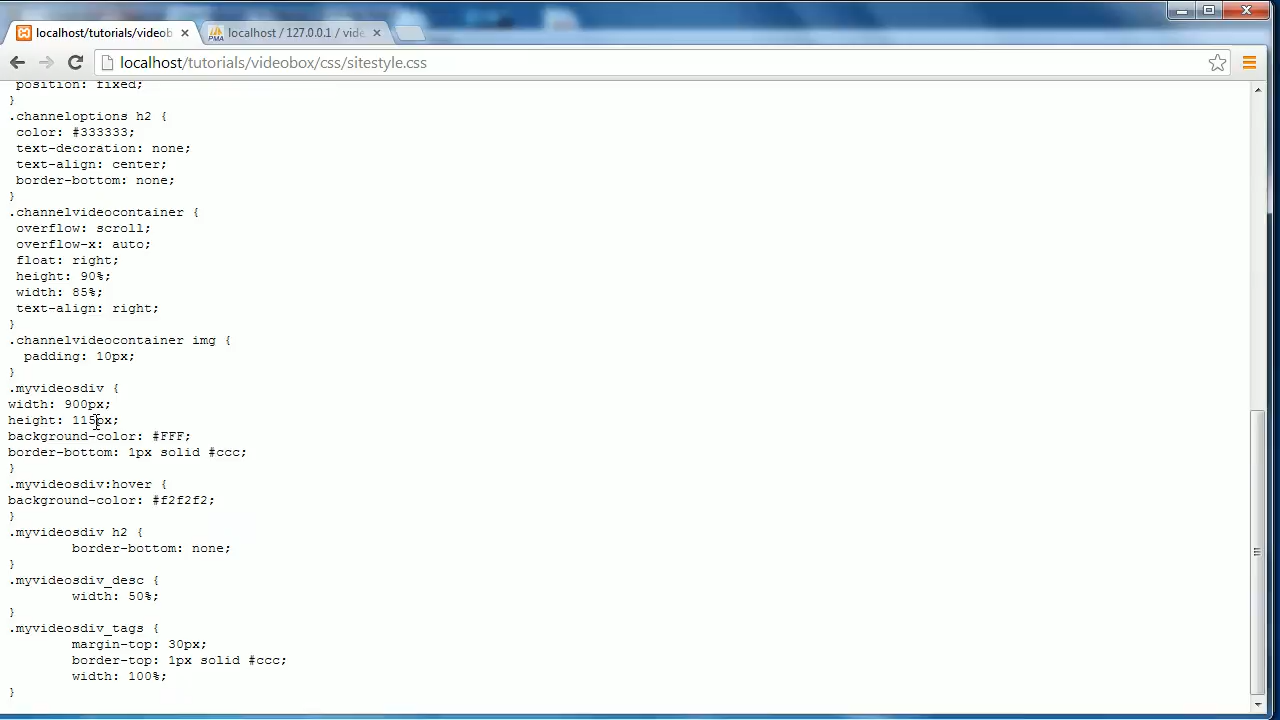 localhost/tutorials/videob
localhost / 127.0.0.1 / vide
localhost/tutorials/videobox/css/sitestyle.css
position: fixed;
}
.channeloptions h2 {
color: #333333;
text-decoration: none;
text-align: center;
border-bottom: none;
}
.channelvideocontainer {
overflow: scroll;
overflow-x: auto;
float: right;
height: 90%;
width: 85%;
text-align: right;
}
.channelvideocontainer img {
padding: 10px;
}
.myvideosdiv {
width: 900px;
height: 115px;
background-color: #FFF;
border-bottom: 1px solid #ccc;
}
.myvideosdiv:hover {
background-color: #f2f2f2;
}
.myvideosdiv h2 {
border-bottom: none;
}
.myvideosdiv_desc {
width: 50%;
}
.myvideosdiv_tags {
margin-top: 30px;
border-top: 1px solid #ccc;
width: 100%;
}